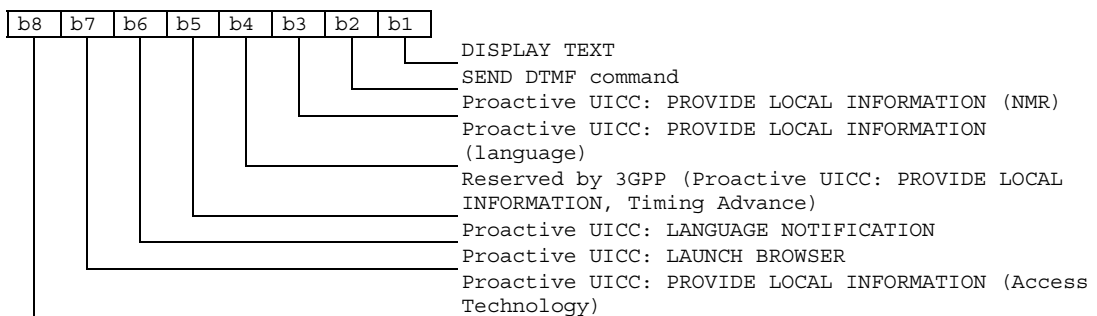 b8 b7 b6 b5 b4 b3 b2 b1
DISPLAY TEXT
SEND DTMF command
Proactive UICC: PROVIDE LOCAL INFORMATION (NMR)
Proactive UICC: PROVIDE LOCAL INFORMATION
(language)
Reserved by 3GPP (Proactive UICC: PROVIDE LOCAL
INFORMATION, Timing Advance)
Proactive UICC: LANGUAGE NOTIFICATION
Proactive UICC: LAUNCH BROWSER
Proactive UICC: PROVIDE LOCAL INFORMATION (Access
Technology)